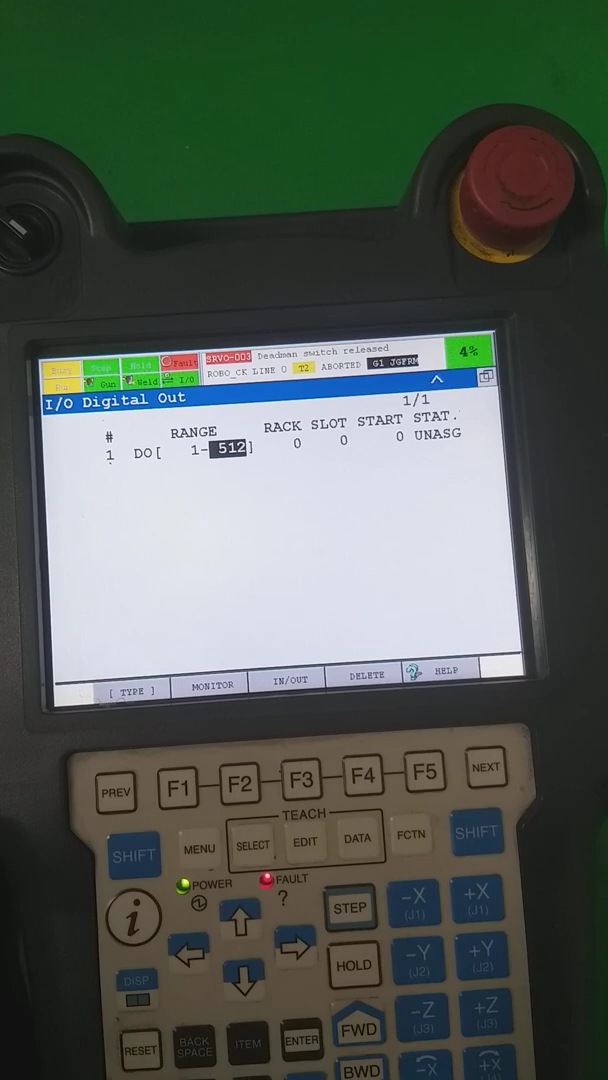 Busy Step Hold Fault SRVO-003 Deadman switch released 4%
Run Gun Weld I/O ROBO_CK LINE 0 T2 ABORTED G1 JGFRM
I/O Digital Out 1/1
# RANGE RACK SLOT START STAT.
1 DO[ 1- 512] 0 0 0 UNASG
[ TYPE ] MONITOR IN/OUT DELETE HELP
PREV F1 F2 F3 F4 F5 NEXT
TEACH
SHIFT MENU SELECT EDIT DATA FCTN SHIFT
POWER FAULT
i ? STEP -X (J1) +X (J1)
HOLD -Y (J2) +Y (J2)
DISP
-Z (J3) +Z (J3)
RESET BACK SPACE ITEM ENTER FWD
BWD -X +X